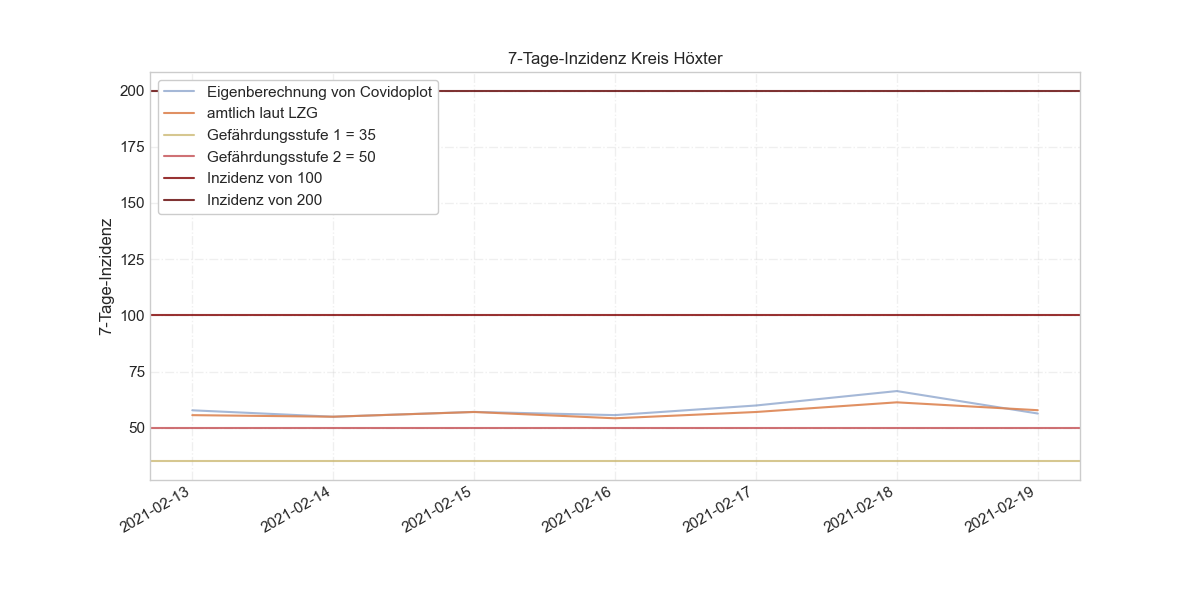 7-Tage-Inzidenz Kreis Höxter
Eigenberechnung von Covidoplot
amtlich laut LZG
Gefährdungsstufe 1 = 35
Gefährdungsstufe 2 = 50
Inzidenz von 100
Inzidenz von 200
7-Tage-Inzidenz
200
175
150
125
100
75
50
2021-02-13
2021-02-14
2021-02-15
2021-02-16
2021-02-17
2021-02-18
2021-02-19